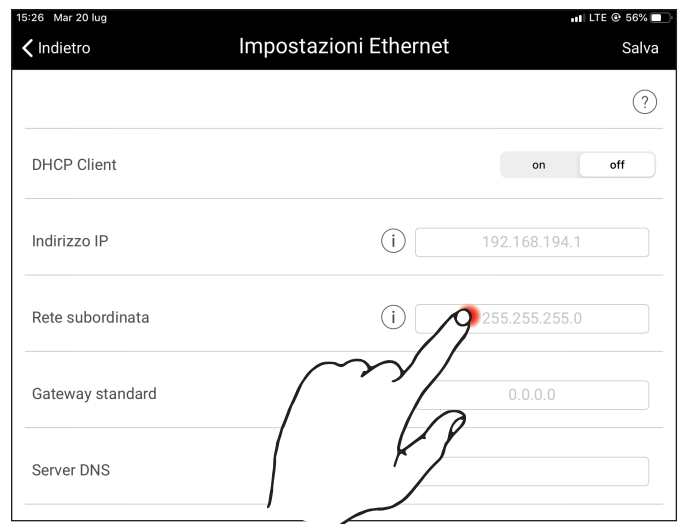 15:26 Mar 20 lug LTE 56%
Indietro Impostazioni Ethernet Salva
?
DHCP Client on off
Indirizzo IP i 192.168.194.1
Rete subordinata i 255.255.255.0
Gateway standard 0.0.0.0
Server DNS